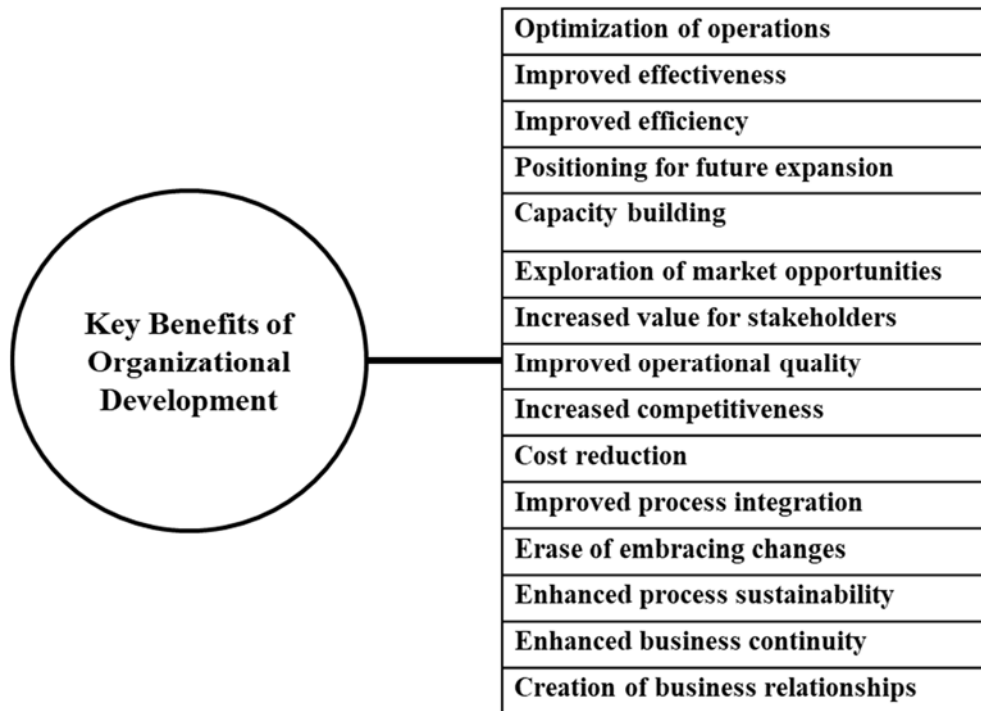 Key Benefits of
Organizational
Development
Optimization of operations
Improved effectiveness
Improved efficiency
Positioning for future expansion
Capacity building
Exploration of market opportunities
Increased value for stakeholders
Improved operational quality
Increased competitiveness
Cost reduction
Improved process integration
Erase of embracing changes
Enhanced process sustainability
Enhanced business continuity
Creation of business relationships